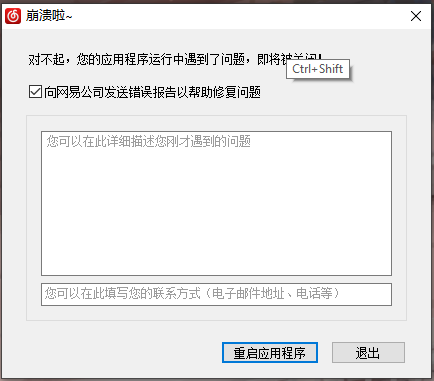 崩溃啦~
对不起，您的应用程序运行中遇到了问题，即将被关闭！
Ctrl+Shift
向网易公司发送错误报告以帮助修复问题
您可以在此详细描述您刚才遇到的问题
您可以在此填写您的联系方式（电子邮件地址、电话等）
重启应用程序
退出